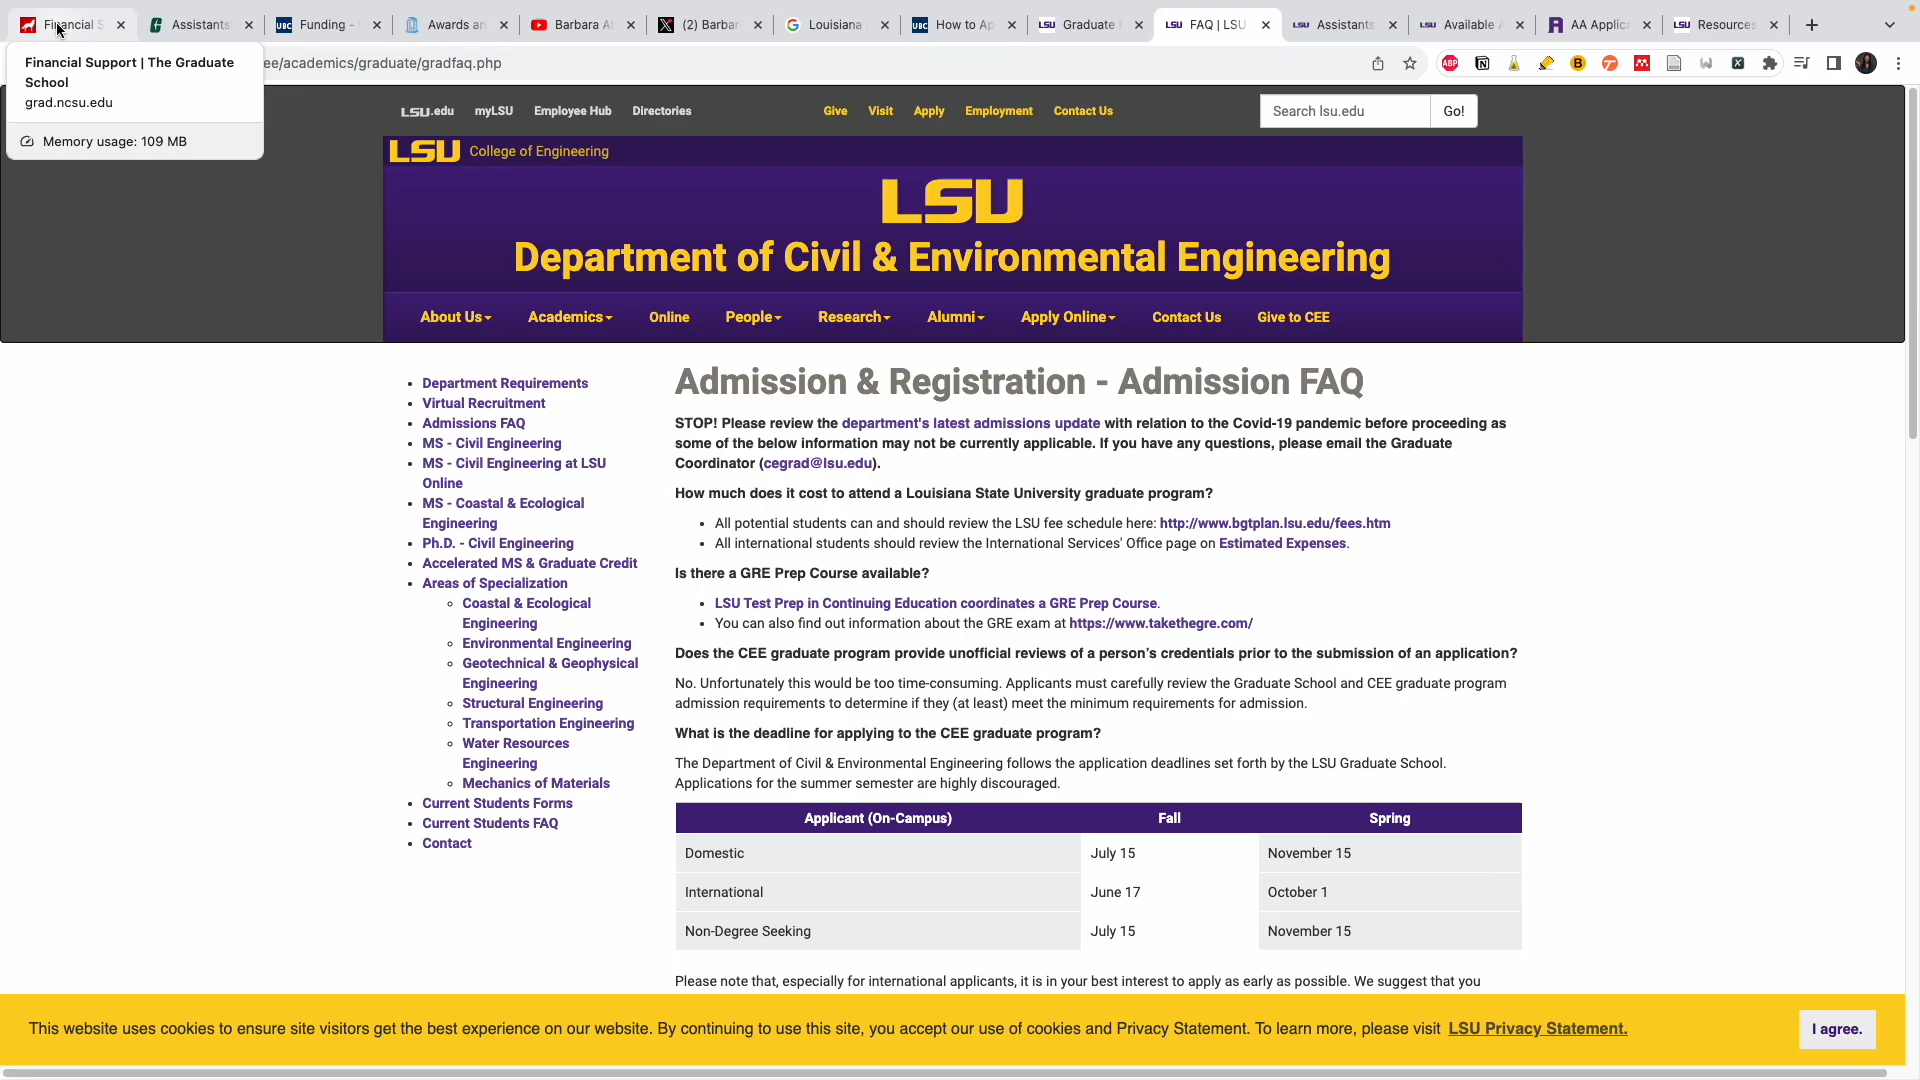 Financial S
Assistants
Funding -
Awards an
Barbara A
(2) Barbar
Louisiana
How to Ap
Graduate
FAQ | LSU
Assistants
Available
AA Applic
Resources
Financial Support | The Graduate
School
grad.ncsu.edu
Memory usage: 109 MB
ee/academics/graduate/gradfaq.php
LSU.edu
myLSU
Employee Hub
Directories
Give
Visit
Apply
Employment
Contact Us
Search lsu.edu
Go!
LSU College of Engineering
LSU
Department of Civil & Environmental Engineering
About Us
Academics
Online
People
Research
Alumni
Apply Online
Contact Us
Give to CEE
Department Requirements
Virtual Recruitment
Admissions FAQ
MS - Civil Engineering
MS - Civil Engineering at LSU
Online
MS - Coastal & Ecological
Engineering
Ph.D. - Civil Engineering
Accelerated MS & Graduate Credit
Areas of Specialization
Coastal & Ecological
Engineering
Environmental Engineering
Geotechnical & Geophysical
Engineering
Structural Engineering
Transportation Engineering
Water Resources
Engineering
Mechanics of Materials
Current Students Forms
Current Students FAQ
Contact
Admission & Registration - Admission FAQ
STOP! Please review the department's latest admissions update with relation to the Covid-19 pandemic before proceeding as
some of the below information may not be currently applicable. If you have any questions, please email the Graduate
Coordinator (cegrad@lsu.edu).
How much does it cost to attend a Louisiana State University graduate program?
All potential students can and should review the LSU fee schedule here: http://www.bgtplan.lsu.edu/fees.htm
All international students should review the International Services' Office page on Estimated Expenses.
Is there a GRE Prep Course available?
LSU Test Prep in Continuing Education coordinates a GRE Prep Course.
You can also find out information about the GRE exam at https://www.takethegre.com/
Does the CEE graduate program provide unofficial reviews of a person's credentials prior to the submission of an application?
No. Unfortunately this would be too time-consuming. Applicants must carefully review the Graduate School and CEE graduate program
admission requirements to determine if they (at least) meet the minimum requirements for admission.
What is the deadline for applying to the CEE graduate program?
The Department of Civil & Environmental Engineering follows the application deadlines set forth by the LSU Graduate School.
Applications for the summer semester are highly discouraged.
Applicant (On-Campus) Fall Spring
Domestic July 15 November 15
International June 17 October 1
Non-Degree Seeking July 15 November 15
Please note that, especially for international applicants, it is in your best interest to apply as early as possible. We suggest that you
This website uses cookies to ensure site visitors get the best experience on our website. By continuing to use this site, you accept our use of cookies and Privacy Statement. To learn more, please visit LSU Privacy Statement.
I agree.